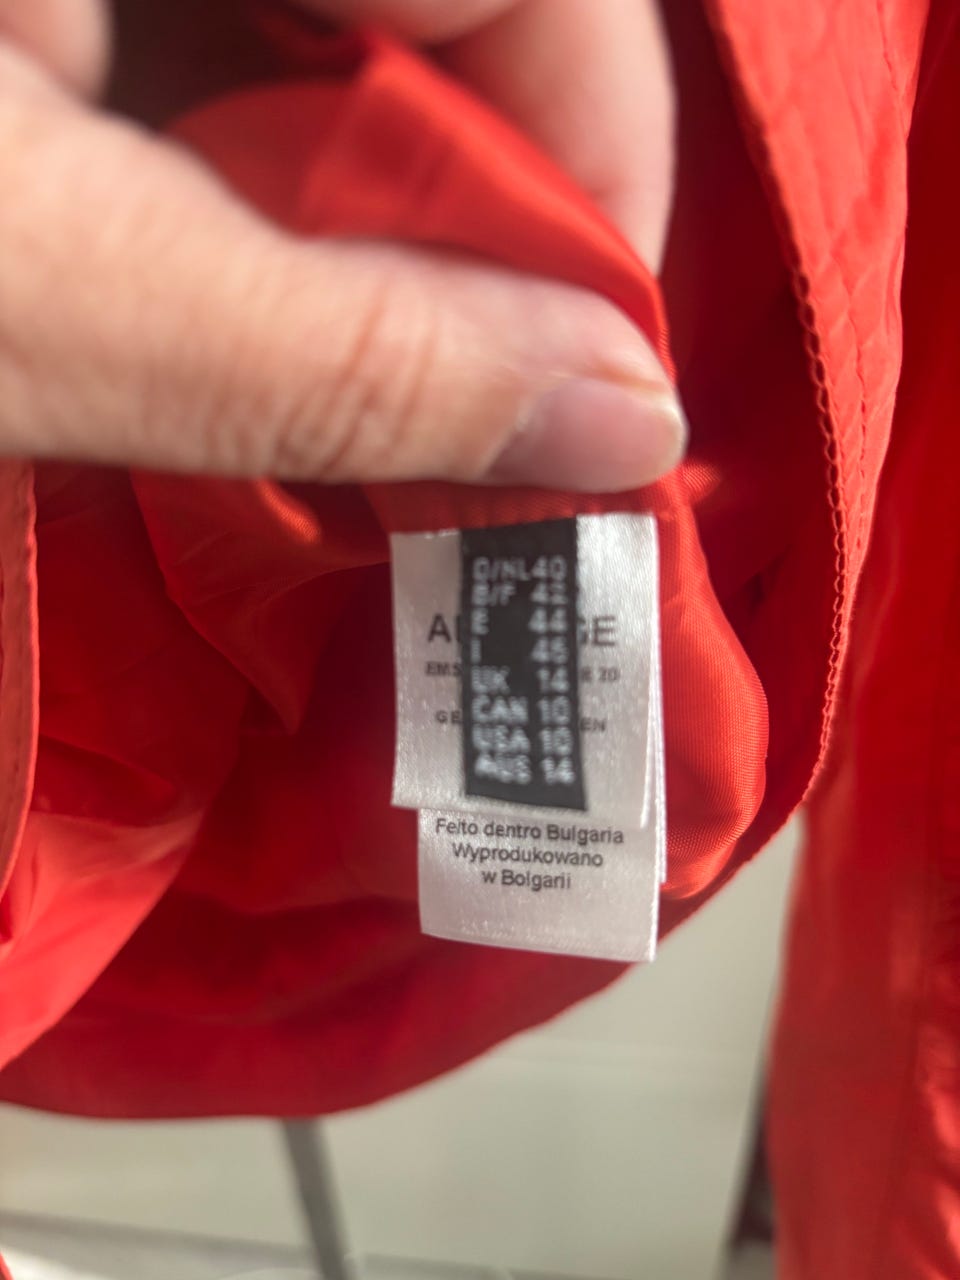 D/NL 40
B/F 42
E 44
I 46
UK 14
CAN 10
USA 10
AUS 14
Feito dentro Bulgaria
Wyprodukowano
w Bolgarii